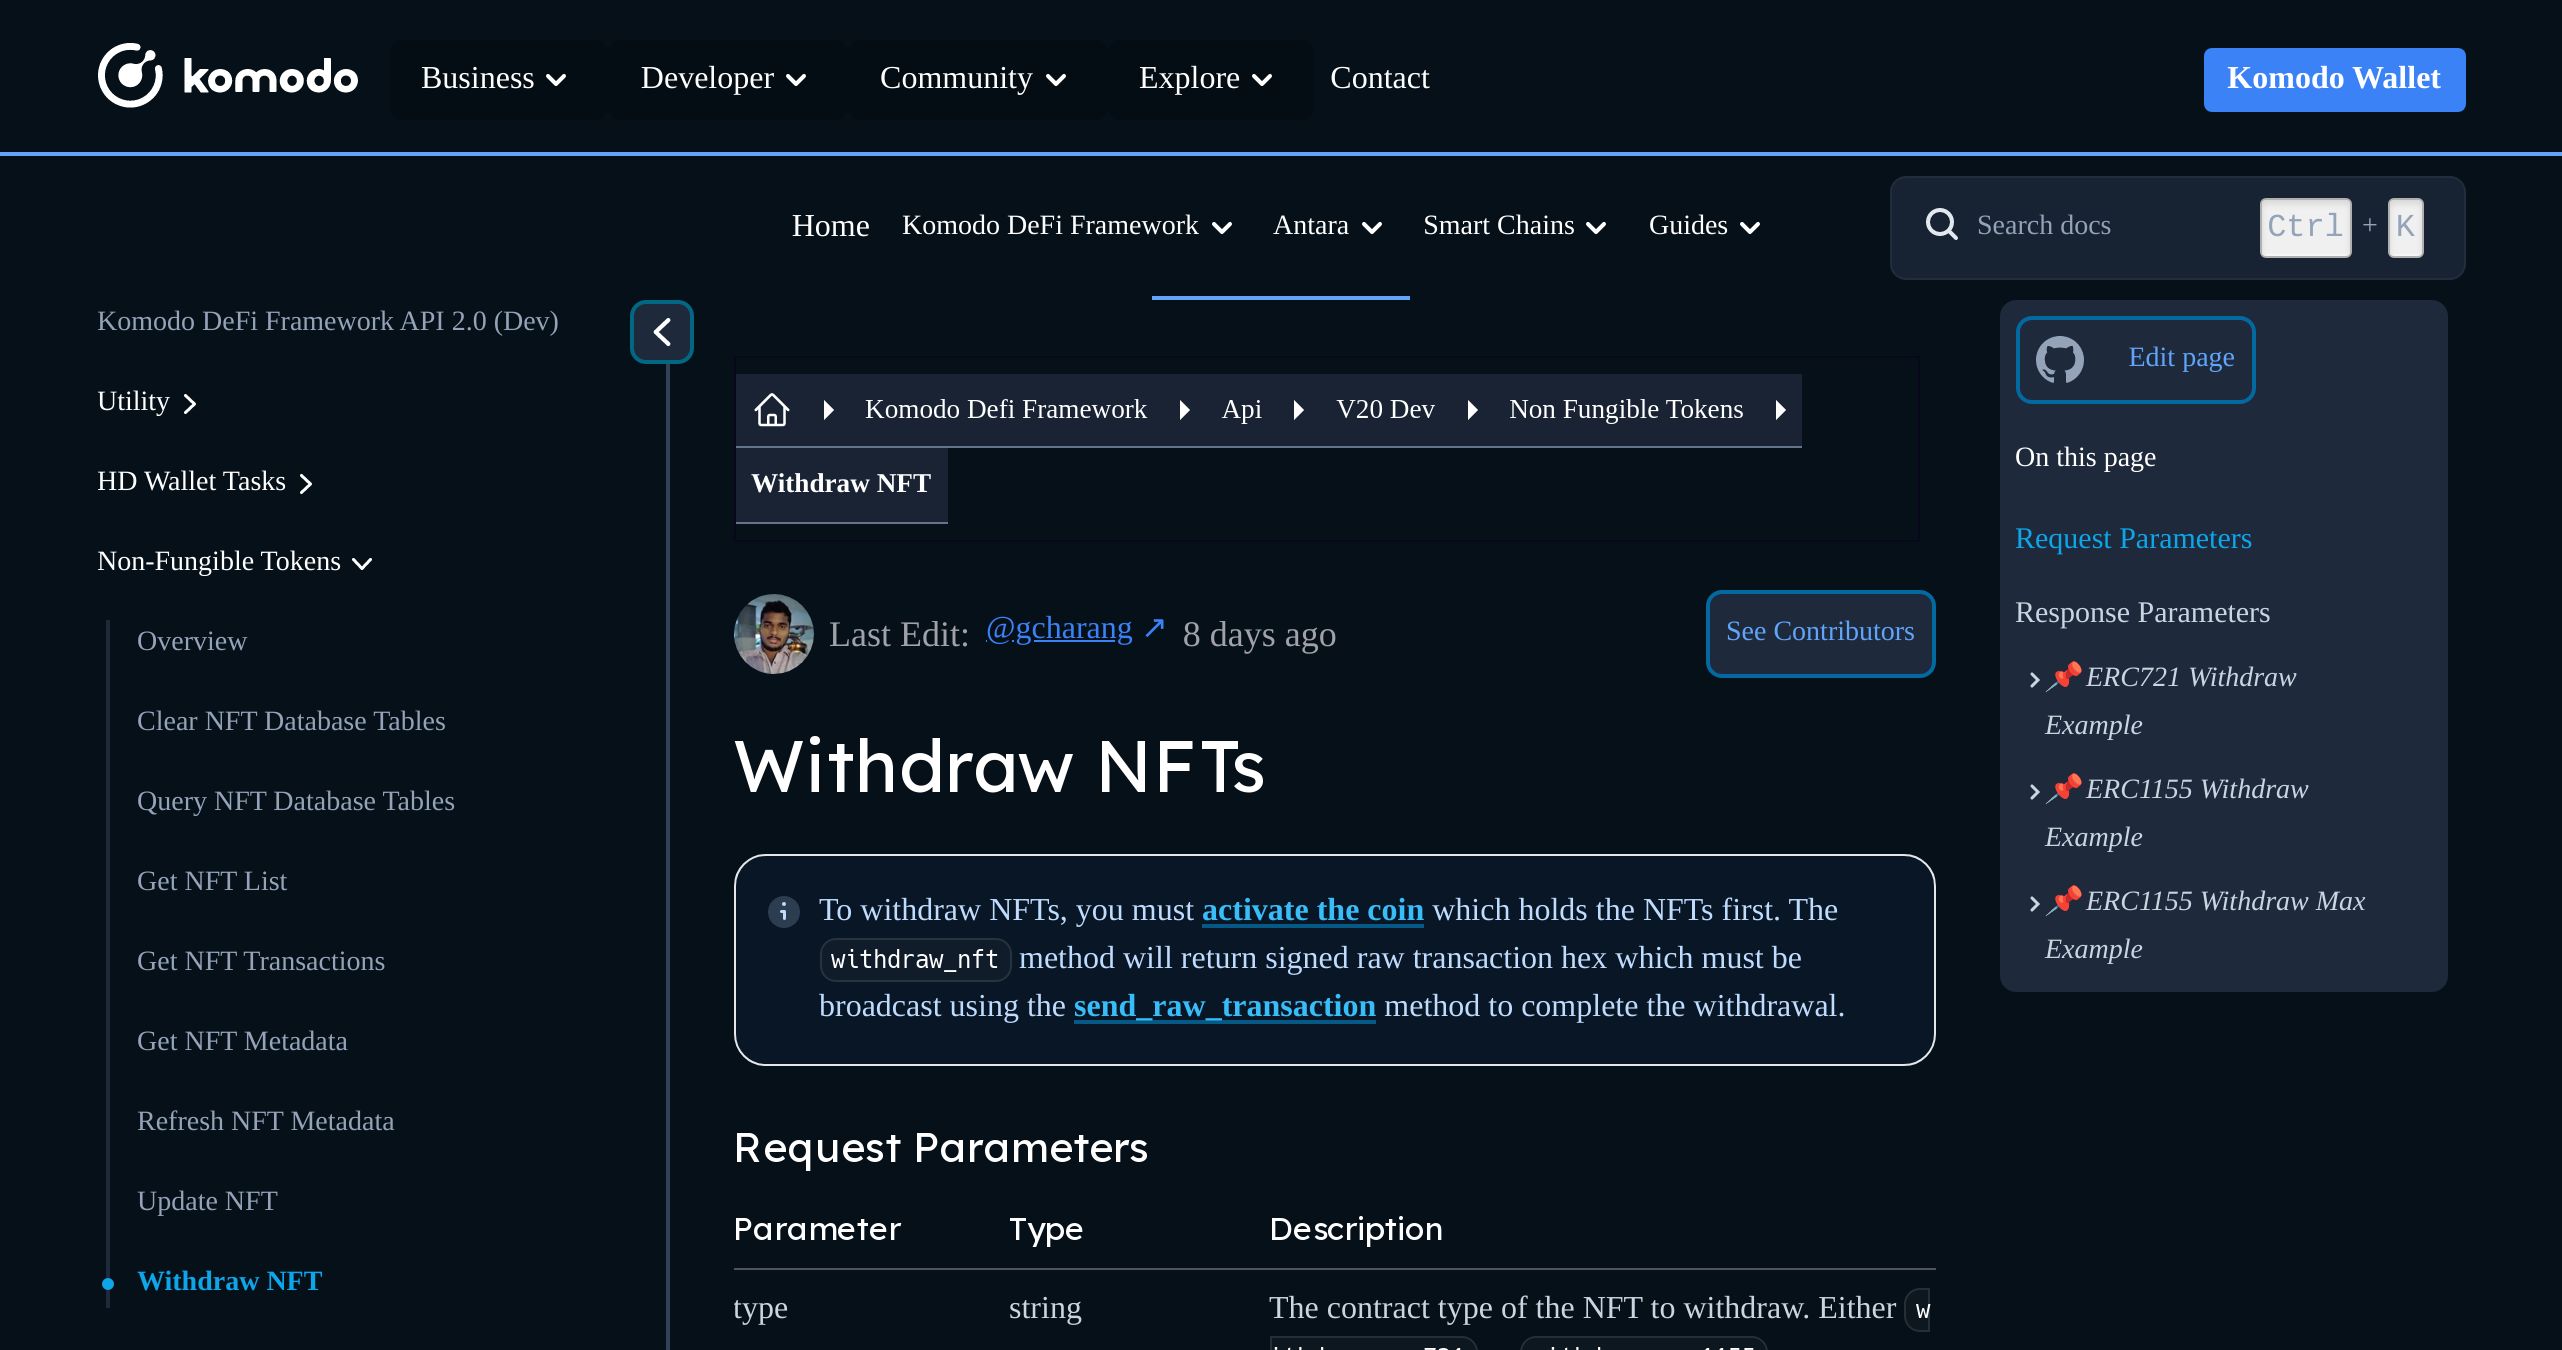 komodo
Business
Developer
Community
Explore
Contact
Komodo Wallet
Home
Komodo DeFi Framework
Antara
Smart Chains
Guides
Search docs
Ctrl + K
Komodo DeFi Framework API 2.0 (Dev)
Utility
HD Wallet Tasks
Non-Fungible Tokens
Overview
Clear NFT Database Tables
Query NFT Database Tables
Get NFT List
Get NFT Transactions
Get NFT Metadata
Refresh NFT Metadata
Update NFT
Withdraw NFT
Komodo Defi Framework
Api
V20 Dev
Non Fungible Tokens
Withdraw NFT
Last Edit: @gcharang ↗ 8 days ago
See Contributors
Withdraw NFTs
To withdraw NFTs, you must activate the coin which holds the NFTs first. The
withdraw_nft method will return signed raw transaction hex which must be
broadcast using the send_raw_transaction method to complete the withdrawal.
Request Parameters
Parameter Type Description
type string The contract type of the NFT to withdraw. Either w
Edit page
On this page
Request Parameters
Response Parameters
📌 ERC721 Withdraw
Example
📌 ERC1155 Withdraw
Example
📌 ERC1155 Withdraw Max
Example